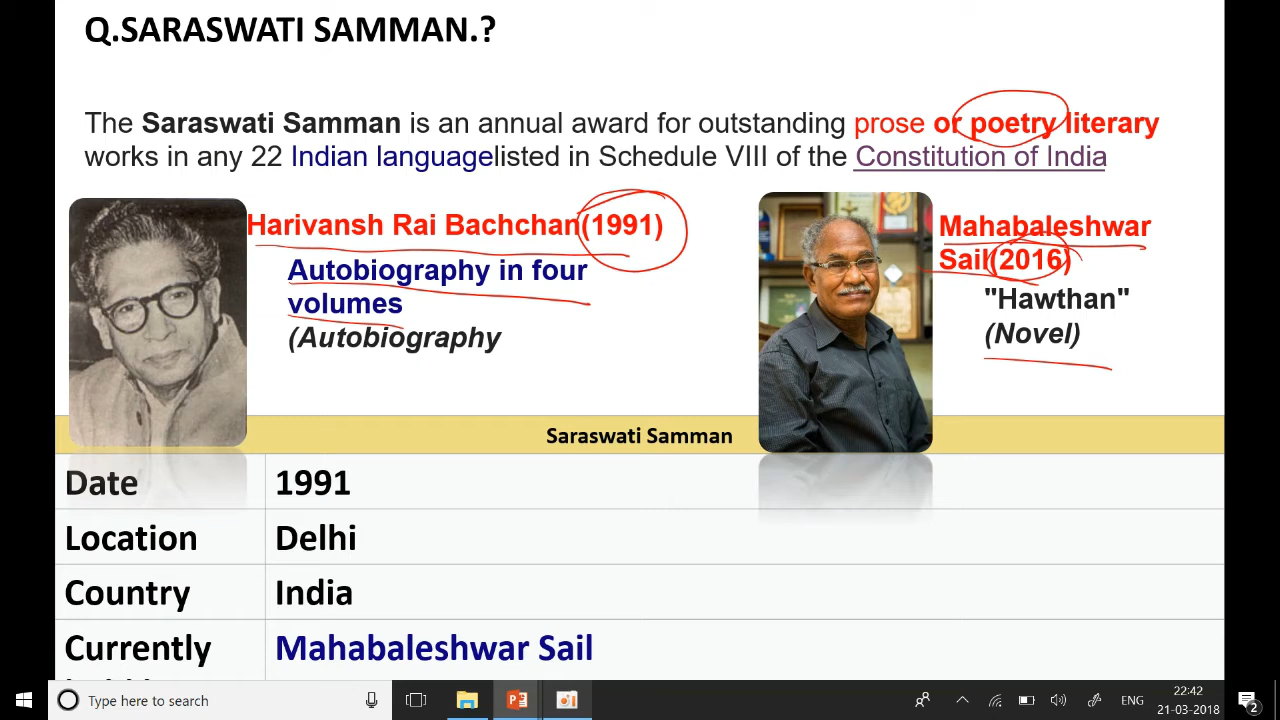 Q.SARASWATI SAMMAN.?
The Saraswati Samman is an annual award for outstanding prose or poetry literary
works in any 22 Indian languagelisted in Schedule VIII of the Constitution of India
Harivansh Rai Bachchan(1991)
Autobiography in four
volumes
(Autobiography
Mahabaleshwar
Sail(2016)
"Hawthan"
(Novel)
Saraswati Samman
Date 1991
Location Delhi
Country India
Currently Mahabaleshwar Sail
Type here to search
ENG
22:42
21-03-2018
2